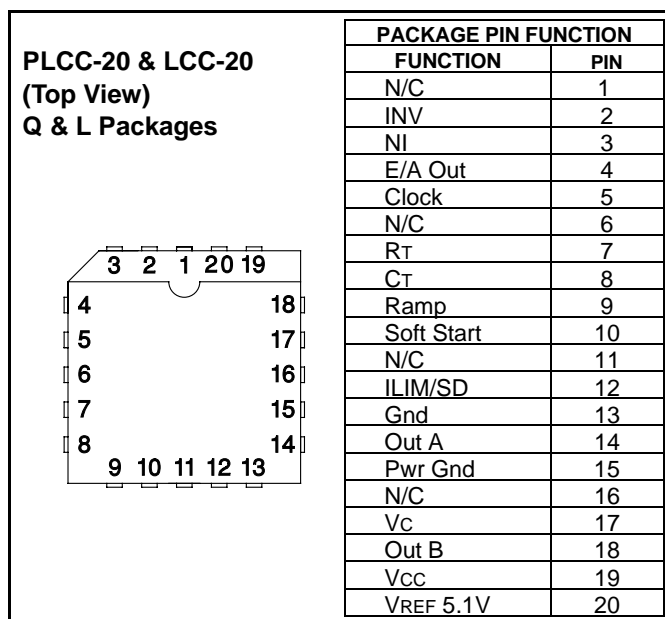 PLCC-20 & LCC-20
(Top View)
Q & L Packages
3 2 1 20 19
4 18
5 17
6 16
7 15
8 14
9 10 11 12 13
PACKAGE PIN FUNCTION
FUNCTION PIN
N/C 1
INV 2
NI 3
E/A Out 4
Clock 5
N/C 6
RT 7
CT 8
Ramp 9
Soft Start 10
N/C 11
ILIM/SD 12
Gnd 13
Out A 14
Pwr Gnd 15
N/C 16
VC 17
Out B 18
VCC 19
VREF 5.1V 20